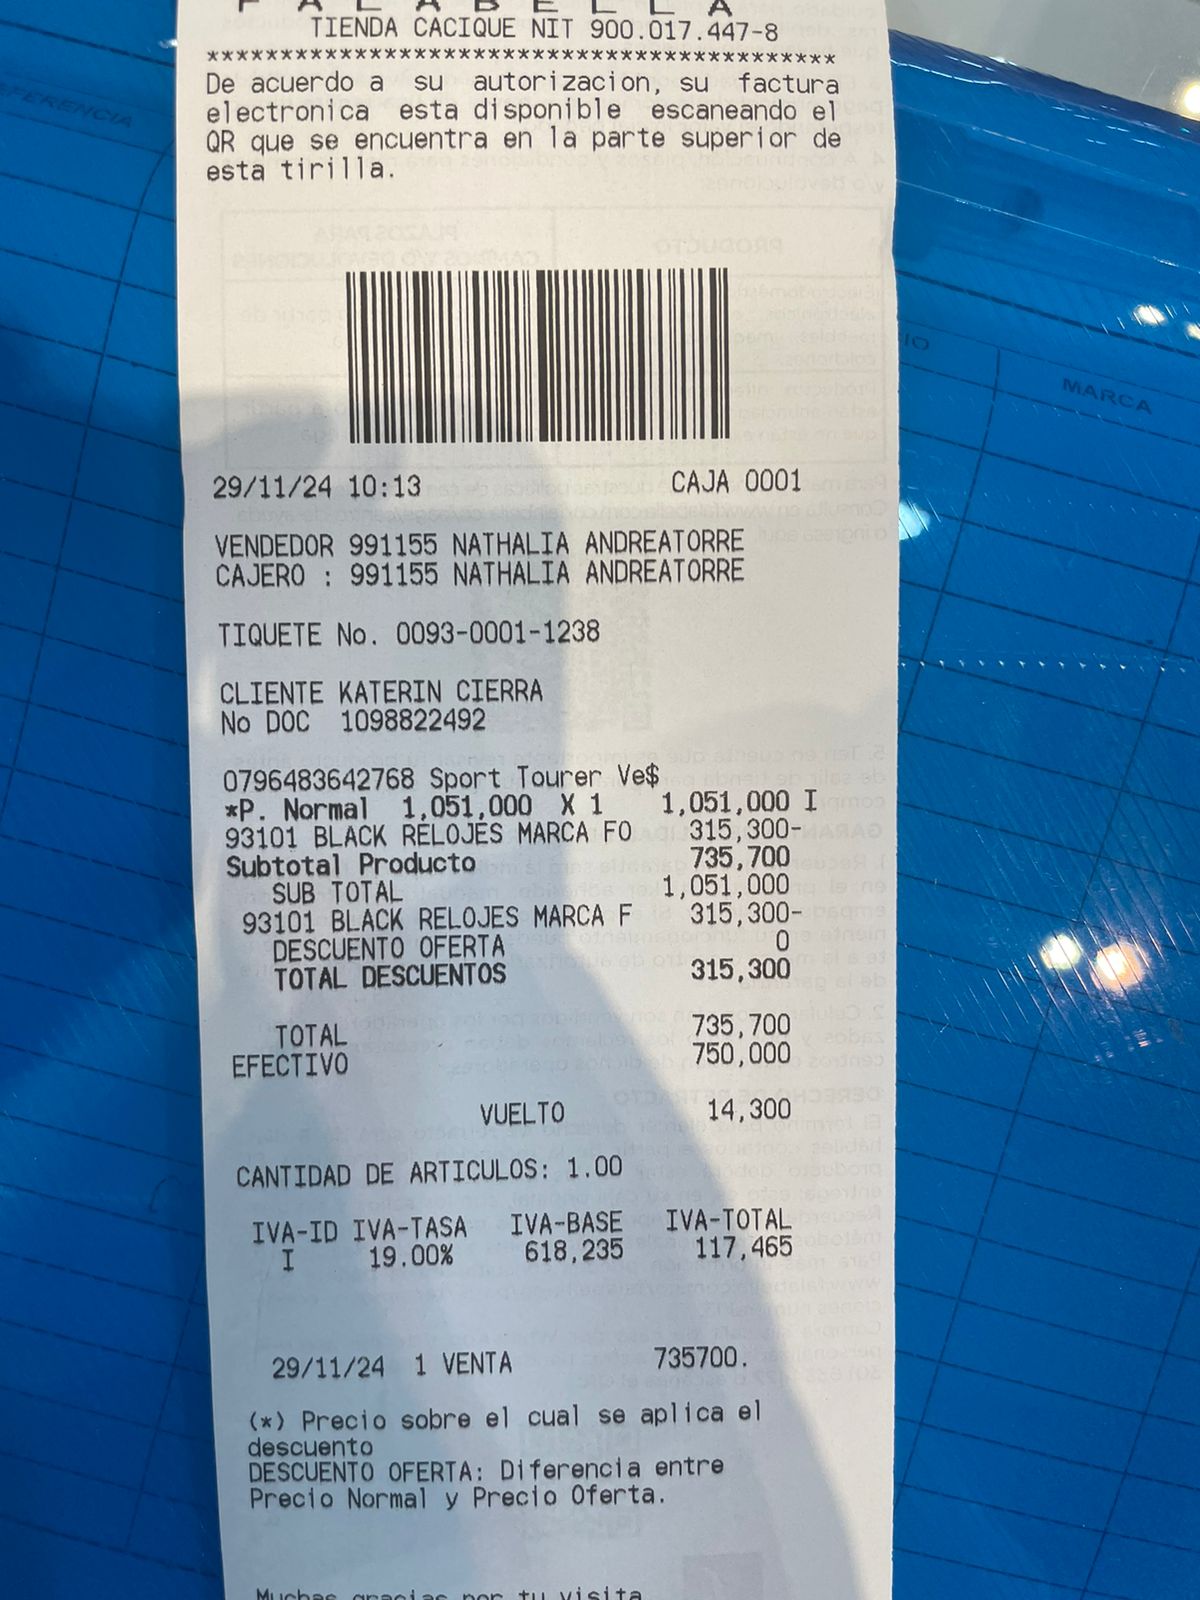 FALABELLA
TIENDA CACIQUE NIT 900.017.447-8
****************************************
De acuerdo a su autorizacion, su factura
electronica esta disponible escaneando el
QR que se encuentra en la parte superior de
esta tirilla.
29/11/24 10:13 CAJA 0001
VENDEDOR 991155 NATHALIA ANDREATORRE
CAJERO : 991155 NATHALIA ANDREATORRE
TIQUETE No. 0093-0001-1238
CLIENTE KATERIN CIERRA
No DOC 1098822492
0796483642768 Sport Tourer Ve$
*P. Normal 1,051,000 X 1 1,051,000 I
93101 BLACK RELOJES MARCA FO 315,300-
Subtotal Producto 735,700
SUB TOTAL 1,051,000
93101 BLACK RELOJES MARCA F 315,300-
DESCUENTO OFERTA 0
TOTAL DESCUENTOS 315,300
TOTAL 735,700
EFECTIVO 750,000
VUELTO 14,300
CANTIDAD DE ARTICULOS: 1.00
IVA-ID IVA-TASA IVA-BASE IVA-TOTAL
I 19.00% 618,235 117,465
29/11/24 1 VENTA 735700.
(*) Precio sobre el cual se aplica el
descuento
DESCUENTO OFERTA: Diferencia entre
Precio Normal y Precio Oferta.
Muchas gracias por tu visita
MARCA